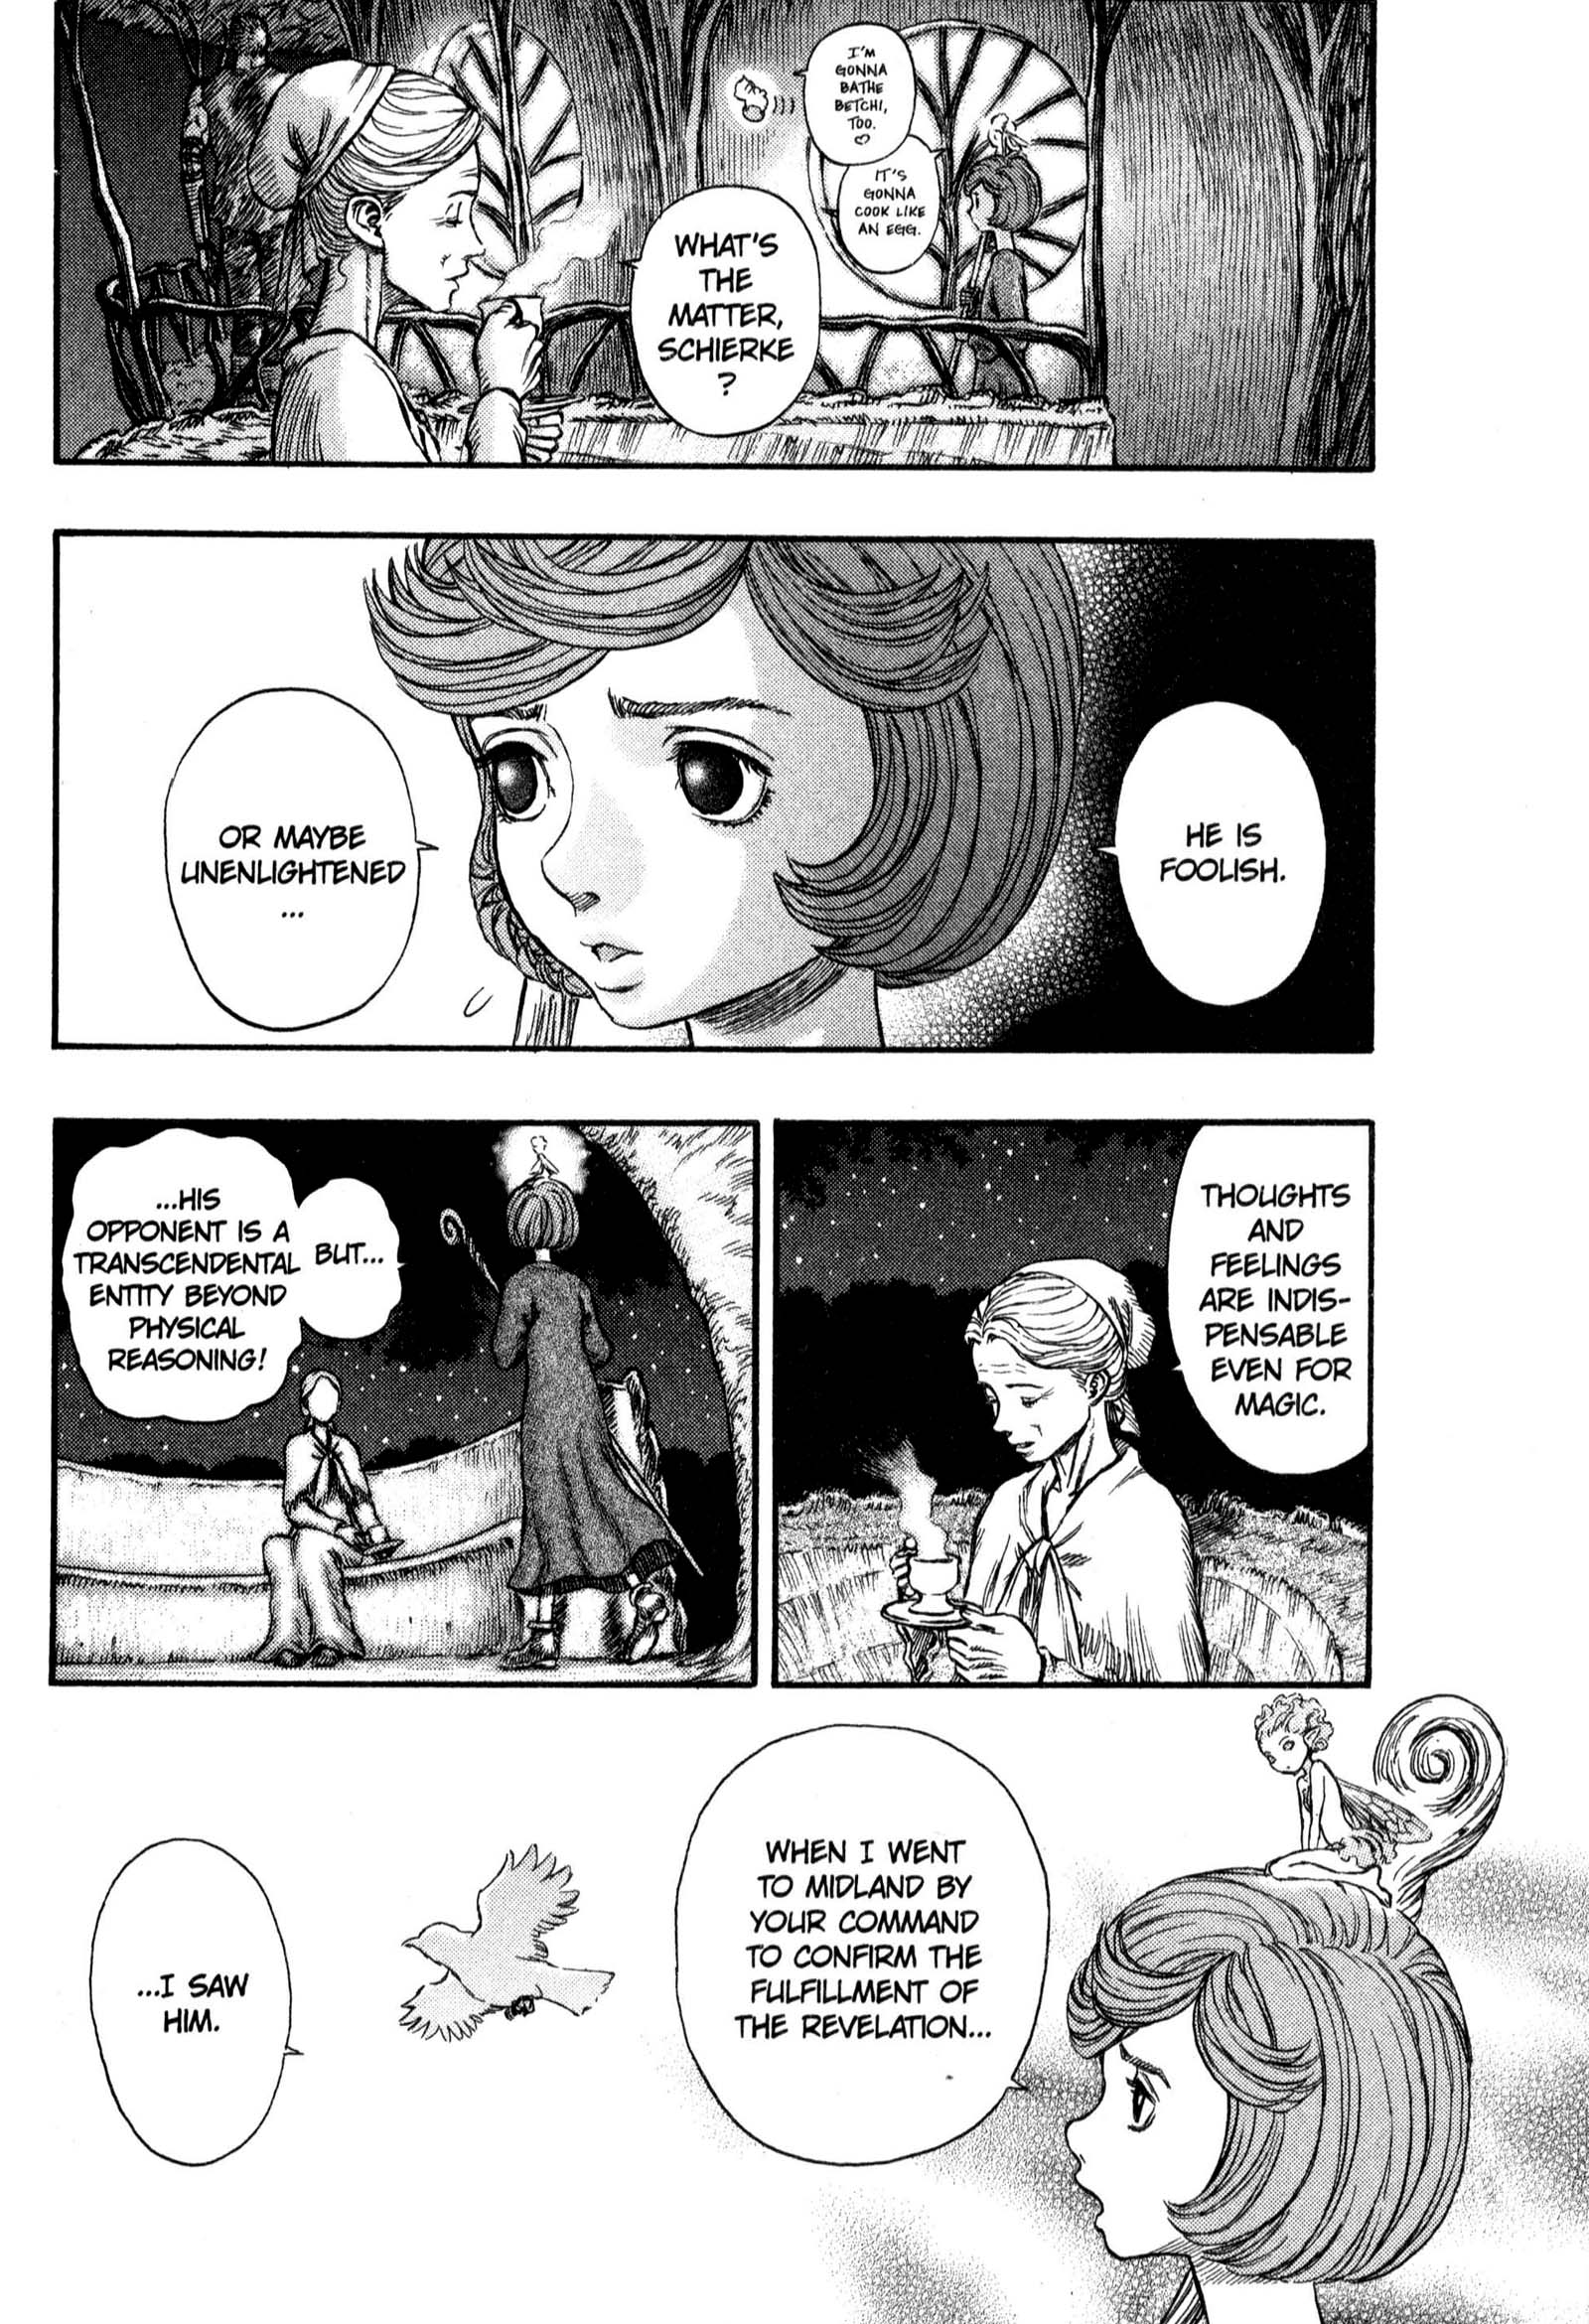 I'M
GONNA
BATHE
BETCHI,
TOO.
♡
IT'S
GONNA
COOK LIKE
AN EGG.
WHAT'S
THE
MATTER,
SCHIERKE
?
HE IS
FOOLISH.
OR MAYBE
UNENLIGHTENED
...
THOUGHTS
AND
FEELINGS
ARE INDIS-
PENSABLE
EVEN FOR
MAGIC.
BUT...
...HIS
OPPONENT IS A
TRANSCENDENTAL
ENTITY BEYOND
PHYSICAL
REASONING!
WHEN I WENT
TO MIDLAND BY
YOUR COMMAND
TO CONFIRM THE
FULFILLMENT OF
THE REVELATION...
...I SAW
HIM.